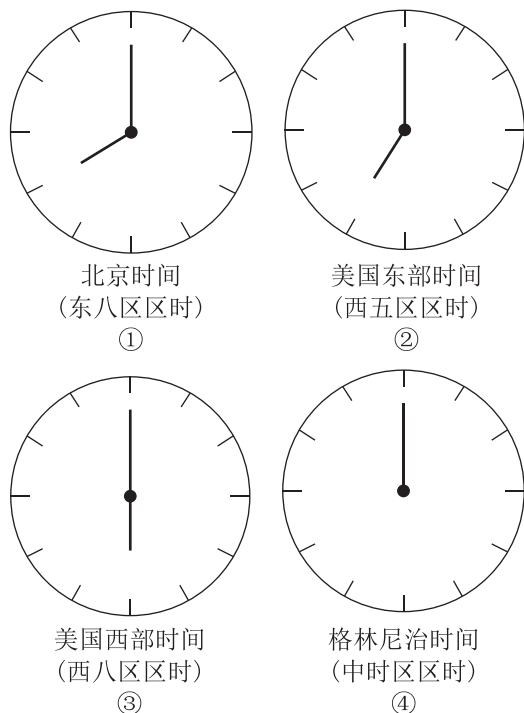 北京时间
(东八区区时)
①
美国东部时间
(西五区区时)
②
美国西部时间
(西八区区时)
③
格林尼治时间
(中时区区时)
④